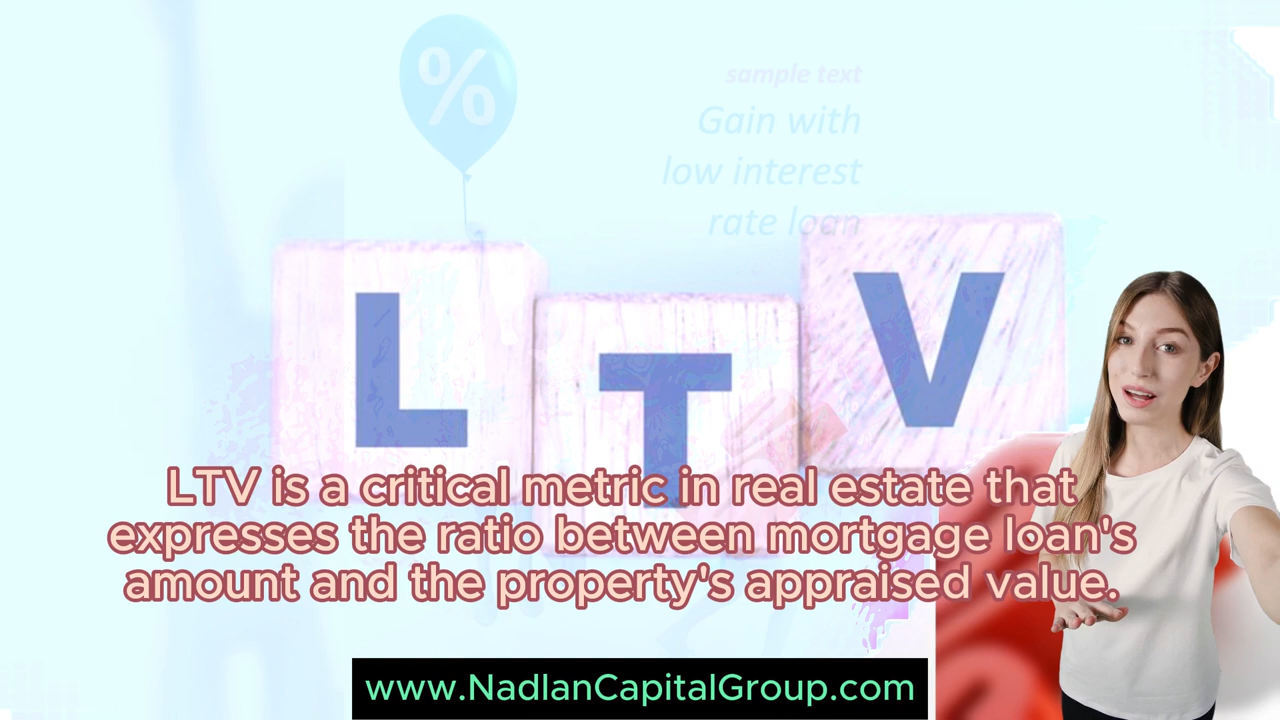 %
sample text
Gain with
low interest
rate loan
L T V
LTV is a critical metric in real estate that
expresses the ratio between mortgage loan's
amount and the property's appraised value.
www.NadlanCapitalGroup.com